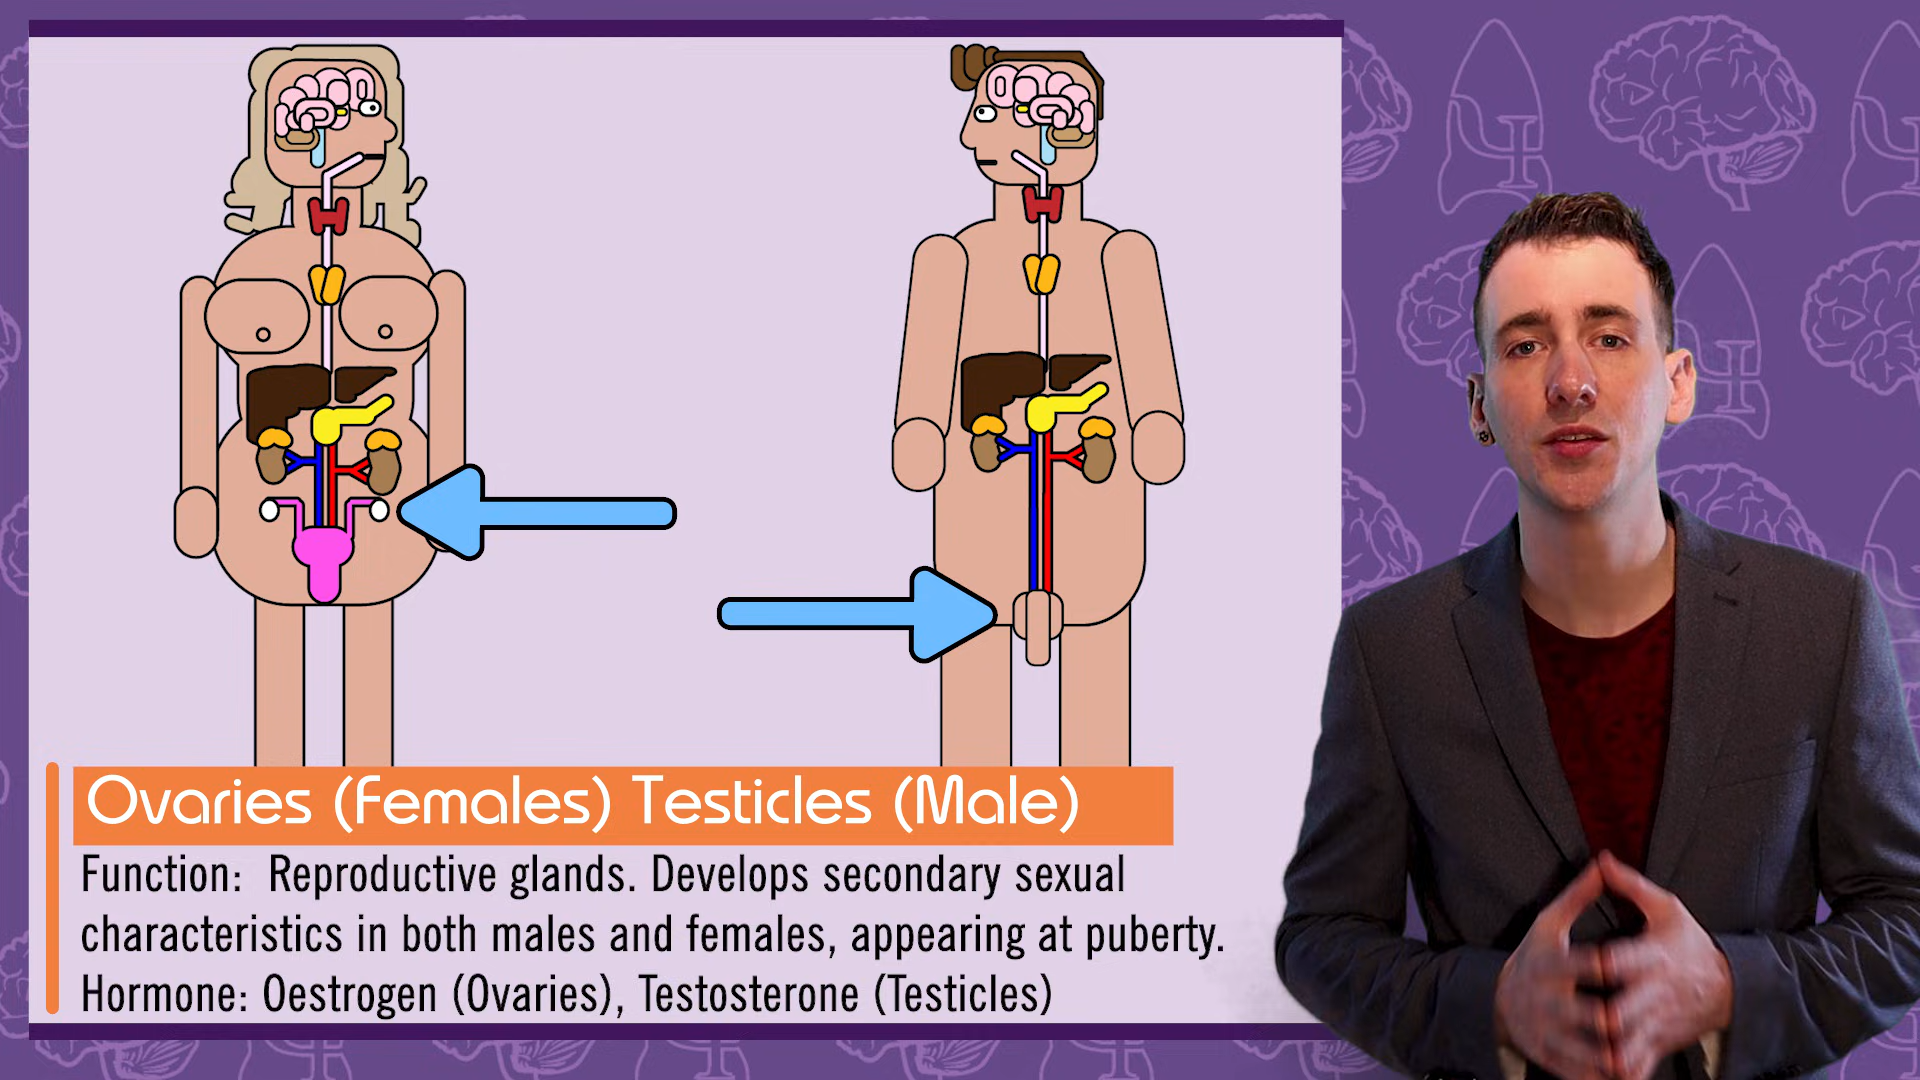 Ovaries (Females) Testicles (Male)
Function: Reproductive glands. Develops secondary sexual
characteristics in both males and females, appearing at puberty.
Hormone: Oestrogen (Ovaries), Testosterone (Testicles)